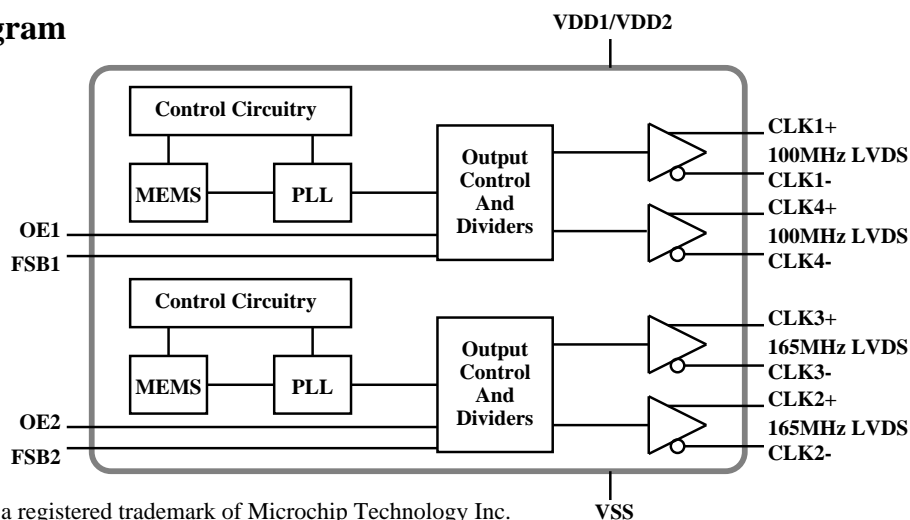 gram
VDD1/VDD2
Control Circuitry
MEMS
PLL
Output
Control
And
Dividers
OE1
FSB1
CLK1+
100MHz LVDS
CLK1-
CLK4+
100MHz LVDS
CLK4-
Control Circuitry
MEMS
PLL
Output
Control
And
Dividers
OE2
FSB2
CLK3+
165MHz LVDS
CLK3-
CLK2+
165MHz LVDS
CLK2-
VSS
a registered trademark of Microchip Technology Inc.